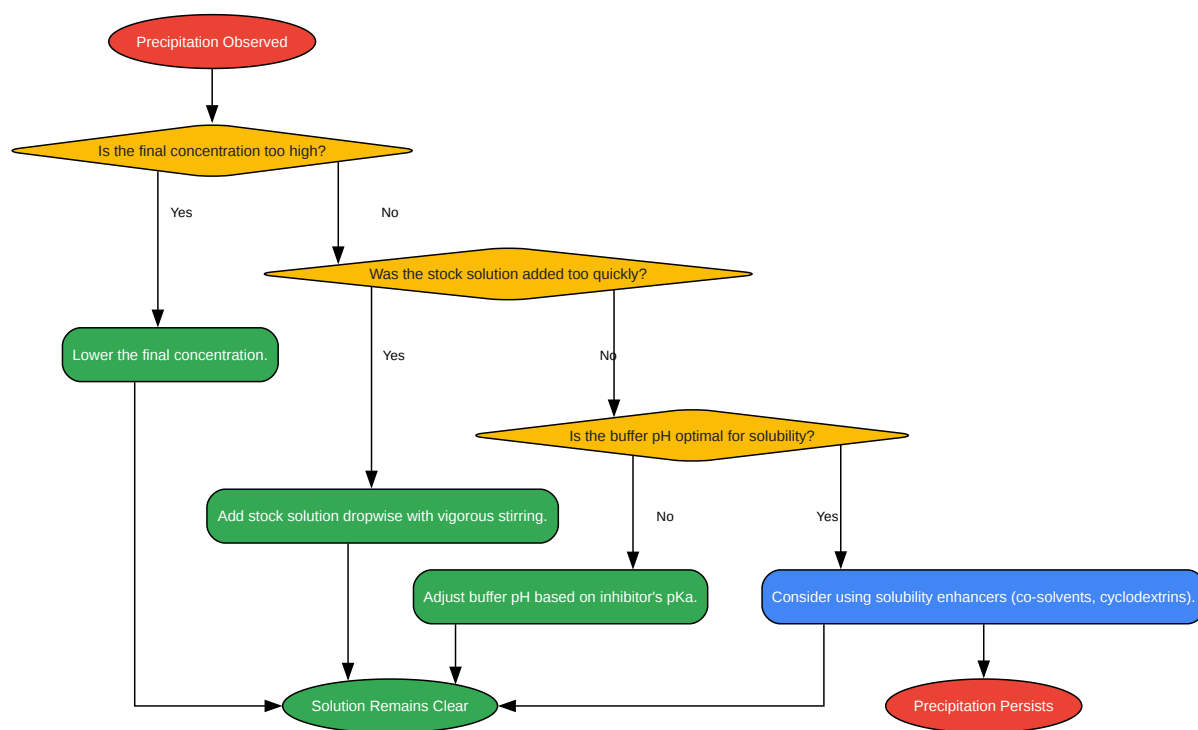 Precipitation Observed
Is the final concentration too high?
Yes
No
Was the stock solution added too quickly?
Lower the final concentration.
Yes
No
Is the buffer pH optimal for solubility?
Add stock solution dropwise with vigorous stirring.
No
Yes
Adjust buffer pH based on inhibitor's pKa.
Consider using solubility enhancers (co-solvents, cyclodextrins).
Solution Remains Clear
Precipitation Persists